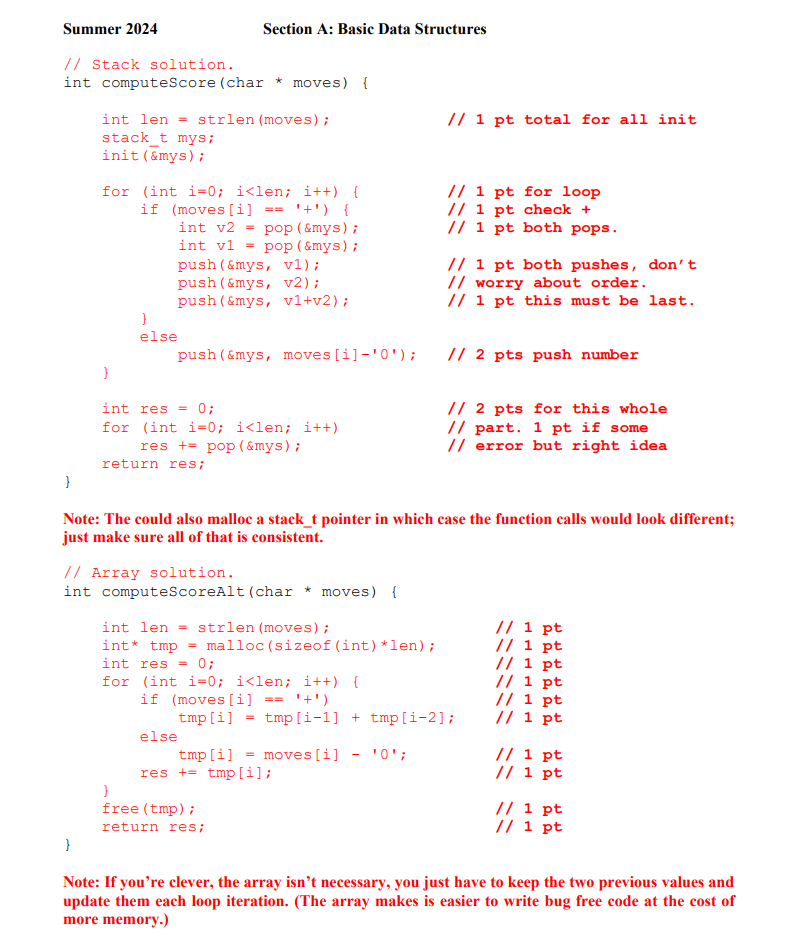 Summer 2024 Section A: Basic Data Structures
// Stack solution.
int computeScore(char * moves) {
int len = strlen(moves); // 1 pt total for all init
stack_t mys;
init(&mys);
for (int i=0; i<len; i++) { // 1 pt for loop
if (moves[i] == '+') { // 1 pt check +
int v2 = pop(&mys); // 1 pt both pops.
int v1 = pop(&mys);
push(&mys, v1); // 1 pt both pushes, don’t
push(&mys, v2); // worry about order.
push(&mys, v1+v2); // 1 pt this must be last.
}
else
push(&mys, moves[i]-'0'); // 2 pts push number
}
int res = 0; // 2 pts for this whole
for (int i=0; i<len; i++) // part. 1 pt if some
res += pop(&mys); // error but right idea
return res;
}
Note: The could also malloc a stack_t pointer in which case the function calls would look different;
just make sure all of that is consistent.
// Array solution.
int computeScoreAlt(char * moves) {
int len = strlen(moves); // 1 pt
int* tmp = malloc(sizeof(int)*len); // 1 pt
int res = 0; // 1 pt
for (int i=0; i<len; i++) { // 1 pt
if (moves[i] == '+') // 1 pt
tmp[i] = tmp[i-1] + tmp[i-2]; // 1 pt
else
tmp[i] = moves[i] - '0'; // 1 pt
res += tmp[i]; // 1 pt
}
free(tmp); // 1 pt
return res; // 1 pt
}
Note: If you’re clever, the array isn’t necessary, you just have to keep the two previous values and
update them each loop iteration. (The array makes is easier to write bug free code at the cost of
more memory.)